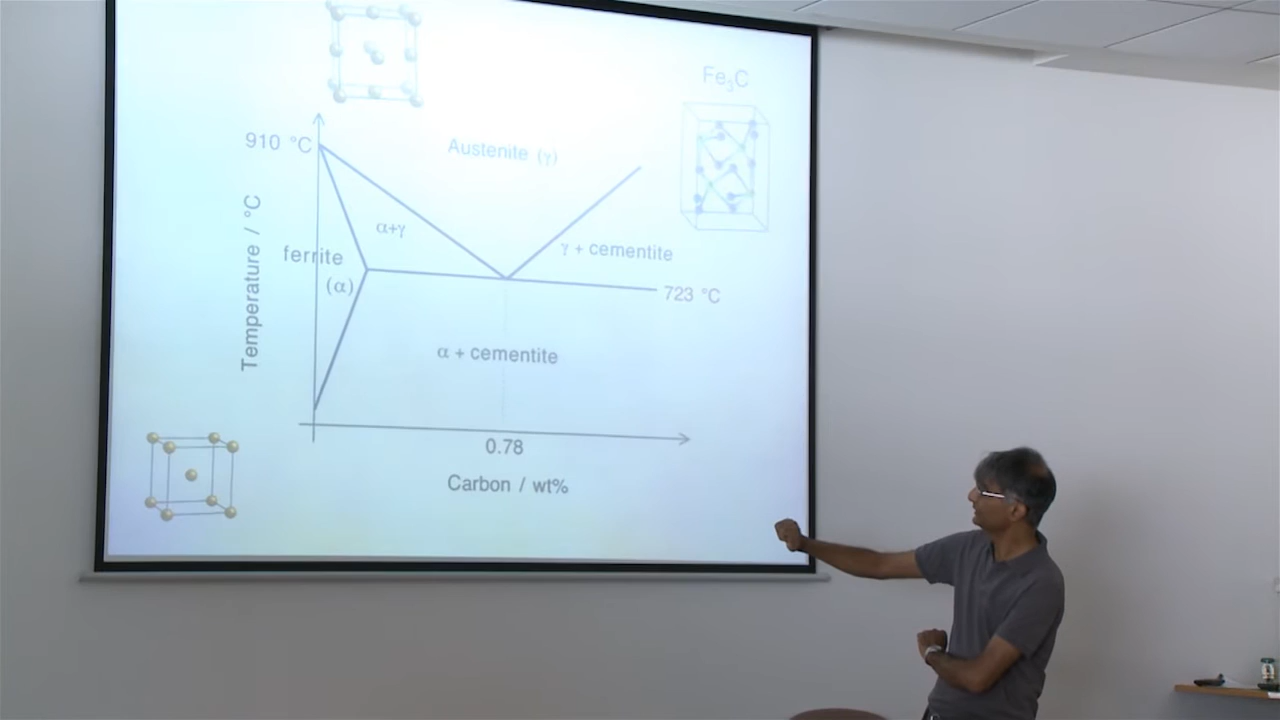 Fe₃C
910 °C
Austenite (γ)
α+γ
γ + cementite
ferrite
(α)
723 °C
Temperature / °C
α + cementite
0.78
Carbon / wt%